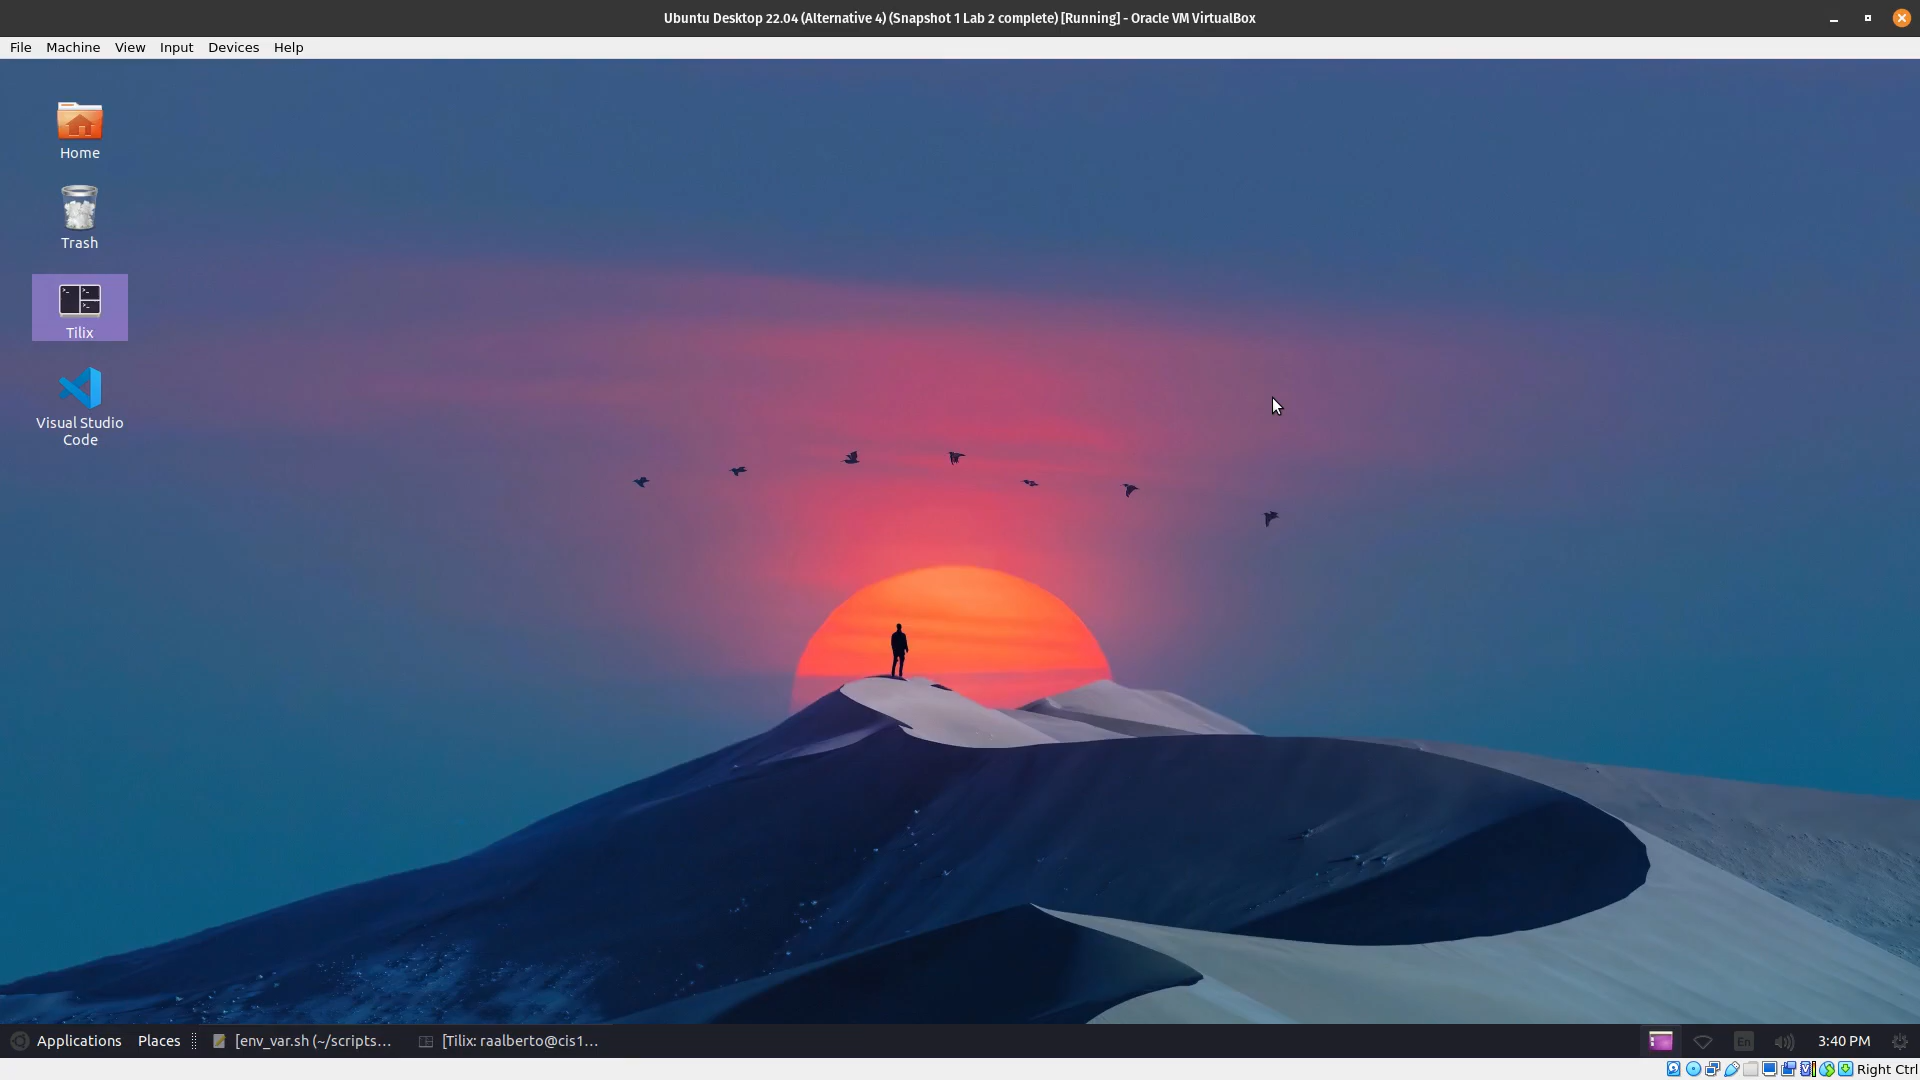 Ubuntu Desktop 22.04 (Alternative 4) (Snapshot 1 Lab 2 complete) [Running] - Oracle VM VirtualBox
File Machine View Input Devices Help
Home
Trash
Tilix
Visual Studio
Code
Applications Places [env_var.sh (~/scripts... [Tilix: raalberto@cis1... En 3:40 PM
Right Ctrl